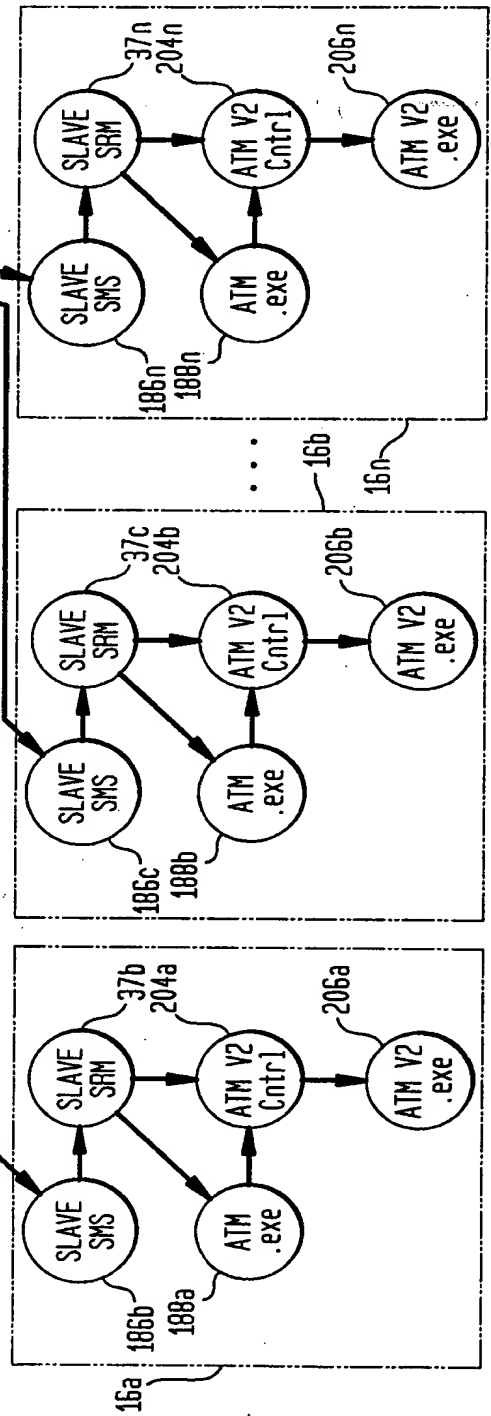 16a
SLAVE
SMS
186b
SLAVE
SRM
37b
204a
ATM
.exe
188a
ATM V2
Cntrl
206a
ATM V2
.exe
SLAVE
SMS
186c
SLAVE
SRM
37c
204b
ATM
.exe
188b
ATM V2
Cntrl
206b
ATM V2
.exe
16b
...
SLAVE
SMS
186n
SLAVE
SRM
37n
204n
ATM
.exe
188n
ATM V2
Cntrl
206n
ATM V2
.exe
16n